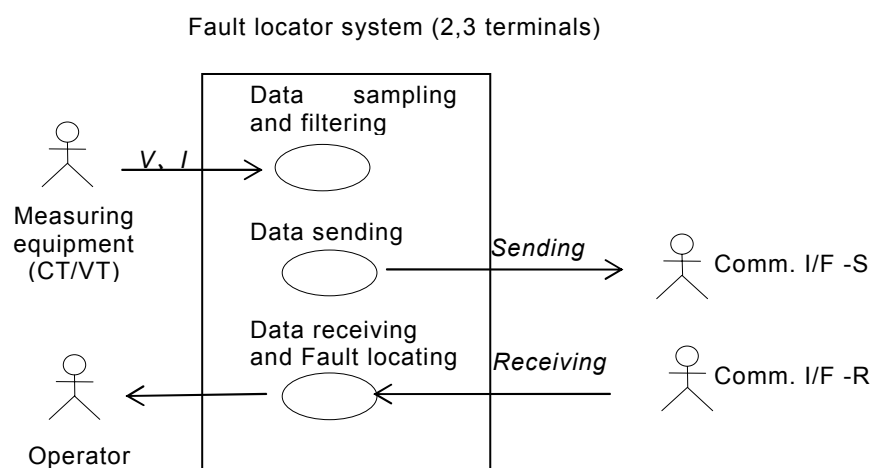 Fault locator system (2,3 terminals)
Data sampling
and filtering
V、I
Measuring
equipment
(CT/VT)
Data sending
Sending
Comm. I/F -S
Data receiving
and Fault locating
Receiving
Comm. I/F -R
Operator